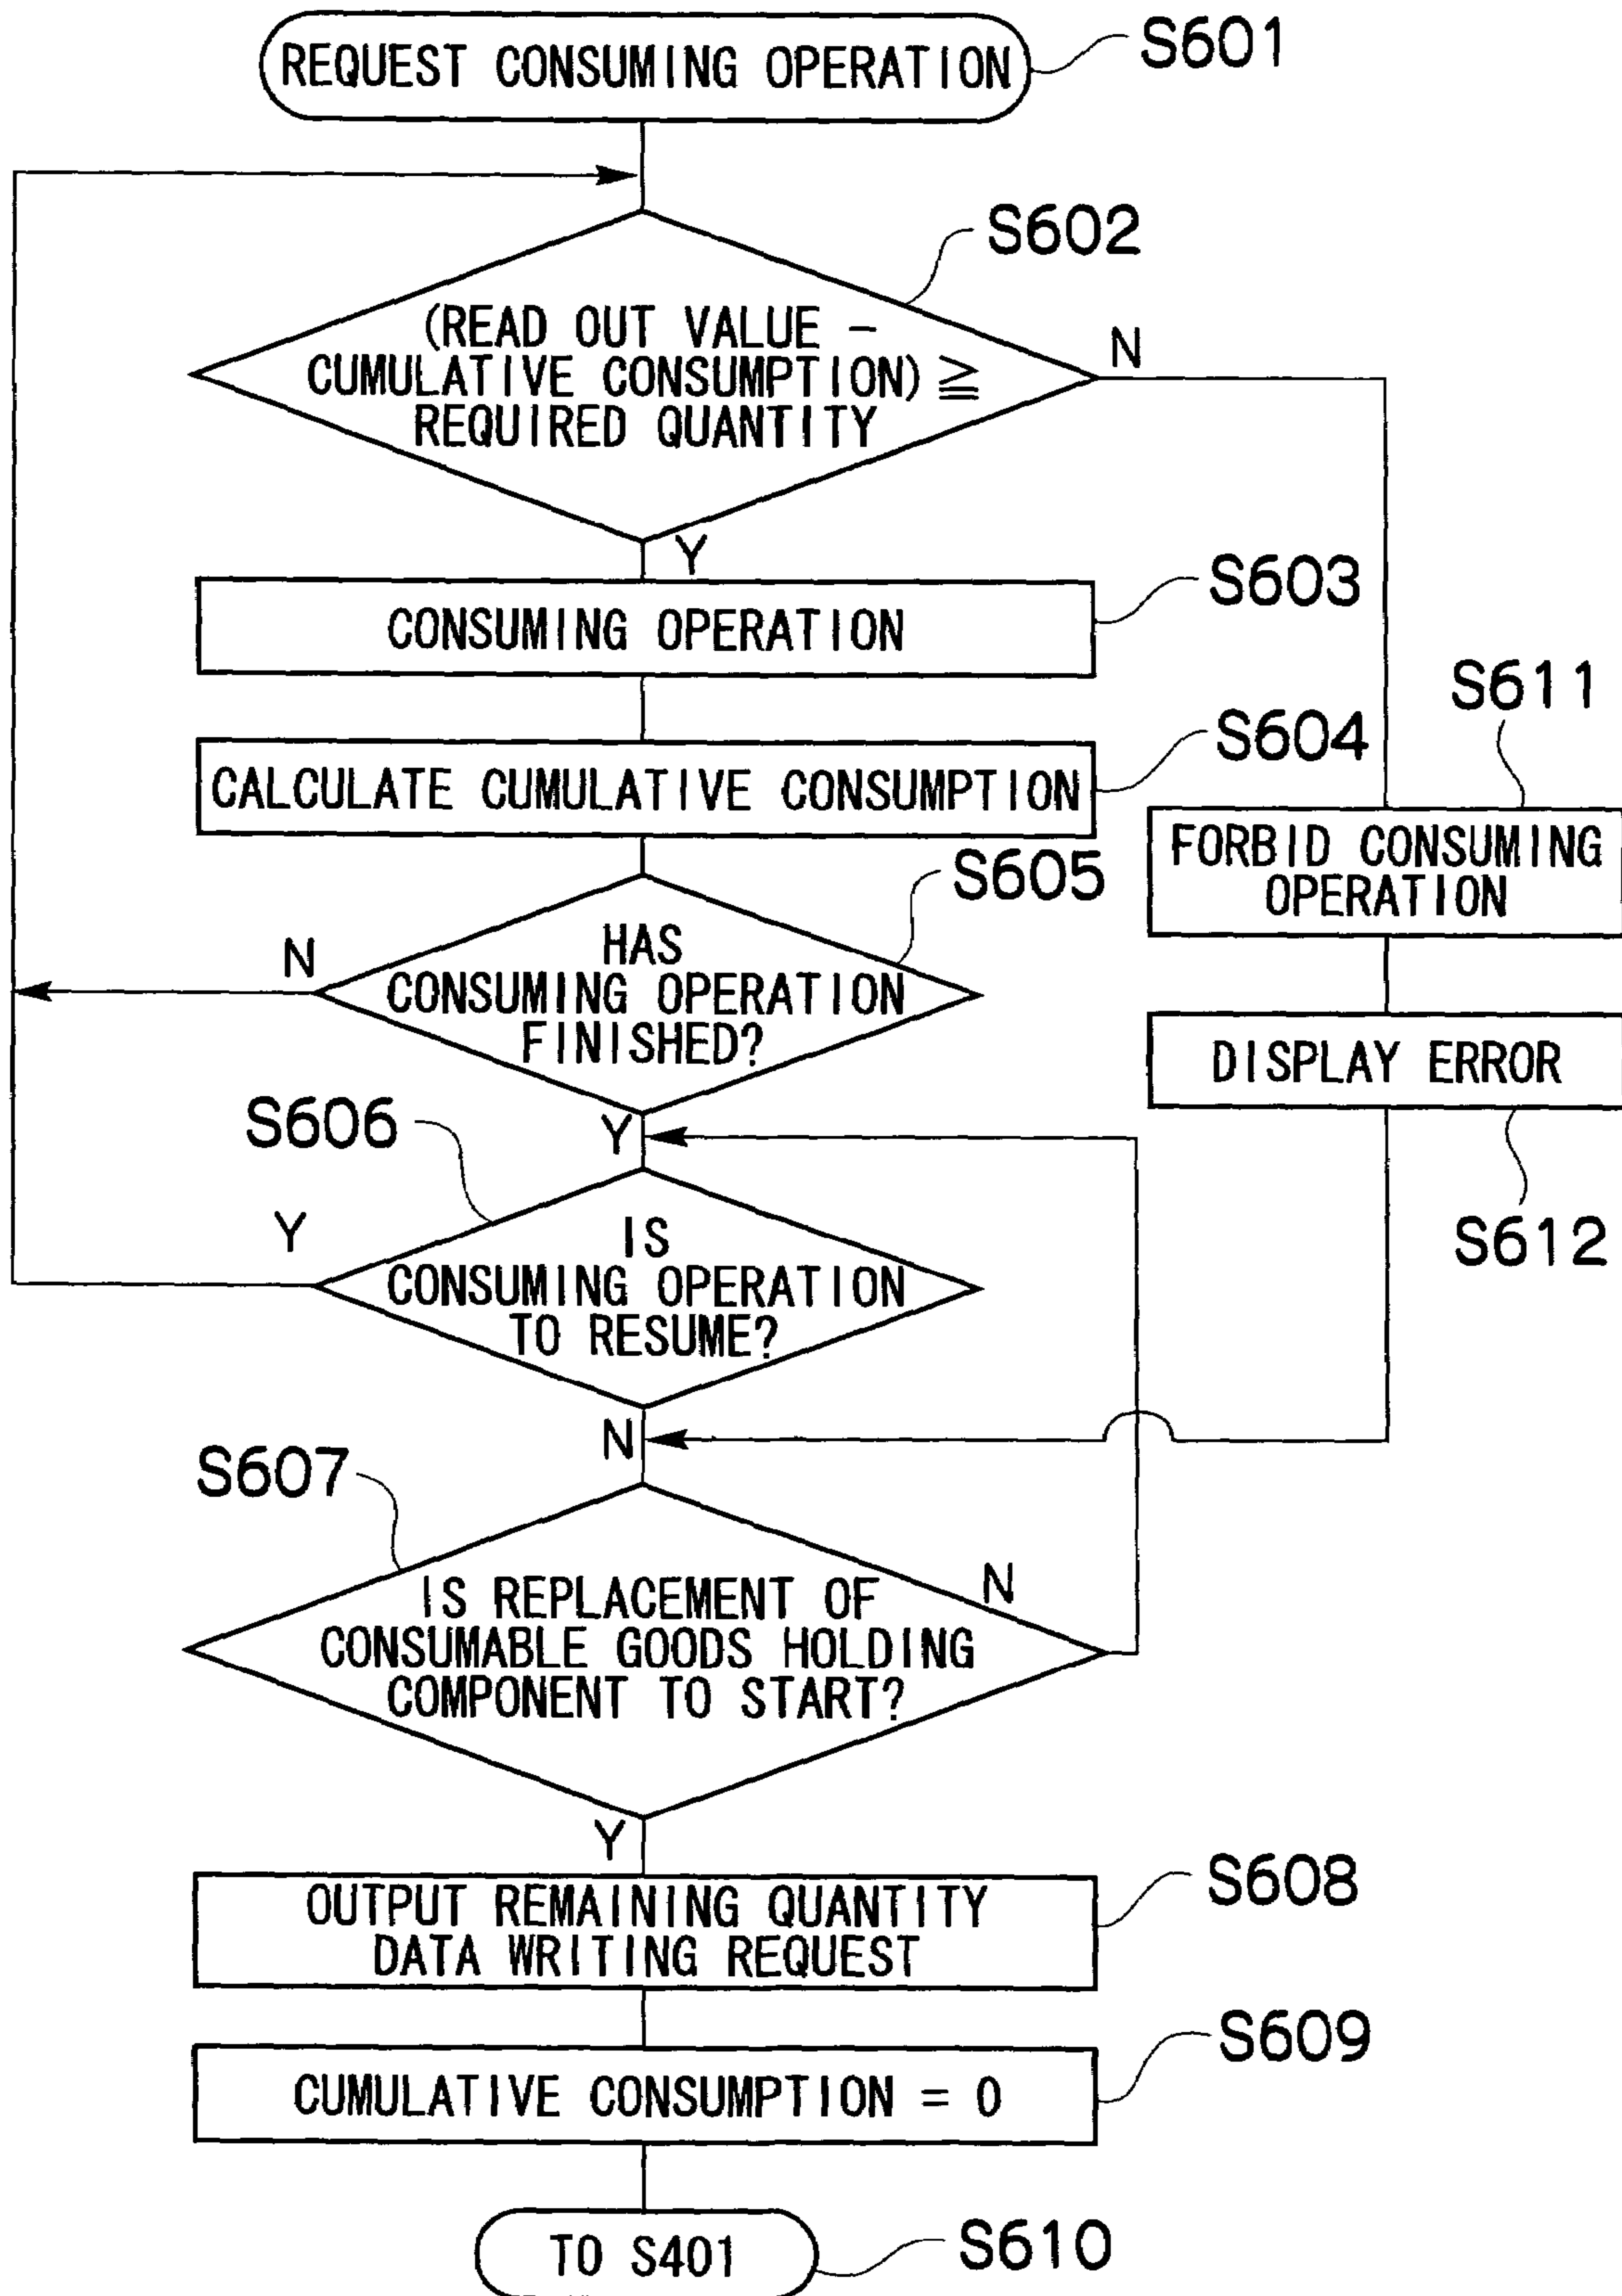 REQUEST CONSUMING OPERATION
S601
S602
(READ OUT VALUE -
CUMULATIVE CONSUMPTION) ≧
REQUIRED QUANTITY
N
Y
CONSUMING OPERATION
S603
CALCULATE CUMULATIVE CONSUMPTION
S604
S611
FORBID CONSUMING
OPERATION
S605
HAS
CONSUMING OPERATION
FINISHED?
N
Y
DISPLAY ERROR
S612
S606
IS
CONSUMING OPERATION
TO RESUME?
Y
N
S607
IS REPLACEMENT OF
CONSUMABLE GOODS HOLDING
COMPONENT TO START?
N
Y
OUTPUT REMAINING QUANTITY
DATA WRITING REQUEST
S608
CUMULATIVE CONSUMPTION = 0
S609
TO S401
S610